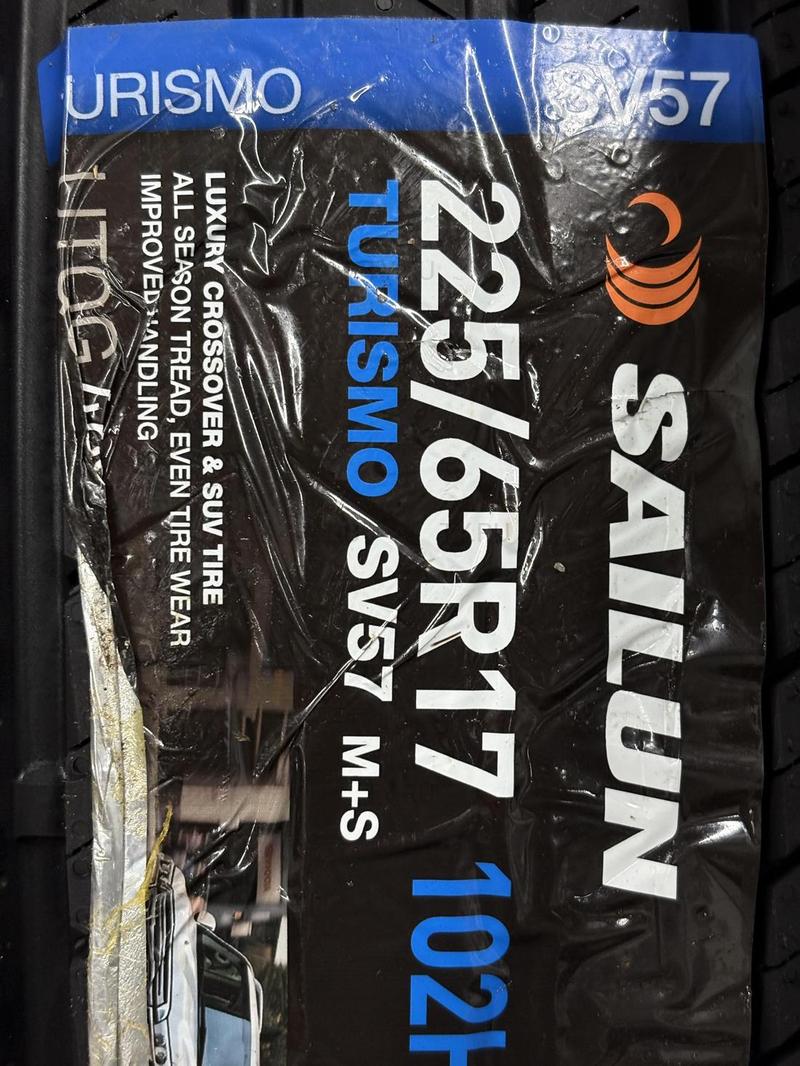 URISMO SV57
SAILUN
225/65R17 102H
TURISMO SV57 M+S
LUXURY CROSSOVER & SUV TIRE
ALL SEASON TREAD, EVEN TIRE WEAR
IMPROVED HANDLING
UTQG